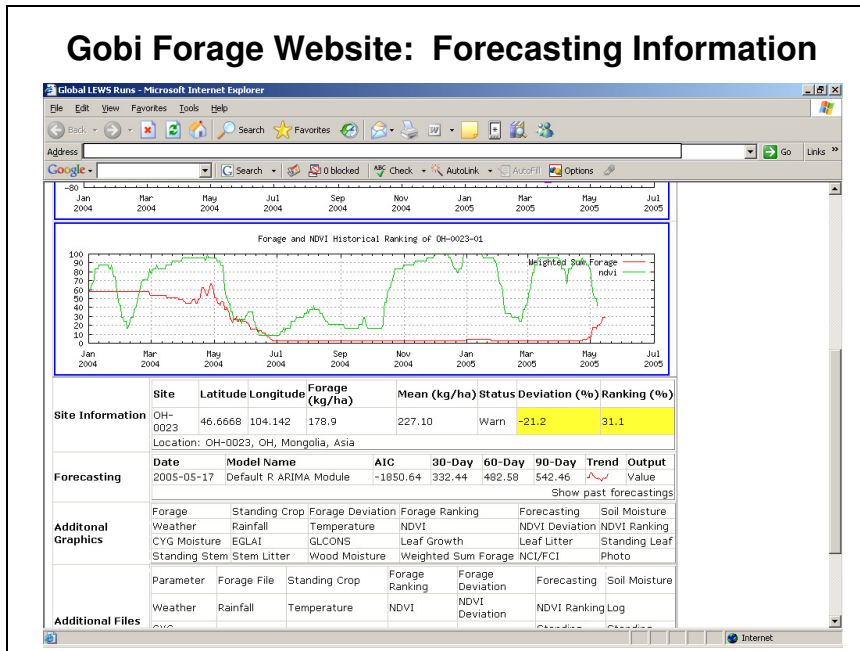 Gobi Forage Website: Forecasting Information
Global LEWS Runs - Microsoft Internet Explorer
File Edit View Favorites Tools Help
Back Search Favorites
Address Go Links »
Google Search 0 blocked ABC Check AutoLink AutoFill Options
-80
Jan Mar May Jul Sep Nov Jan Mar May Jul
2004 2004 2004 2004 2004 2004 2005 2005 2005 2005
Forage and NDVI Historical Ranking of OH-0023-01
Weighted Sum Forage
ndvi
100
90
80
70
60
50
40
30
20
10
0
Jan Mar May Jul Sep Nov Jan Mar May Jul
2004 2004 2004 2004 2004 2004 2005 2005 2005 2005
Site Information
Site Latitude Longitude Forage (kg/ha) Mean (kg/ha) Status Deviation (%) Ranking (%)
OH-0023 46.6668 104.142 178.9 227.10 Warn -21.2 31.1
Location: OH-0023, OH, Mongolia, Asia
Forecasting
Date Model Name AIC 30-Day 60-Day 90-Day Trend Output
2005-05-17 Default R ARIMA Module -1850.64 332.44 482.58 542.46 Value
Show past forecastings
Additonal Graphics
Forage Standing Crop Forage Deviation Forage Ranking Forecasting Soil Moisture
Weather Rainfall Temperature NDVI NDVI Deviation NDVI Ranking
CYG Moisture EGLAI GLCONS Leaf Growth Leaf Litter Standing Leaf
Standing Stem Stem Litter Wood Moisture Weighted Sum Forage NCI/FCI Photo
Additional Files
Parameter Forage File Standing Crop Forage Ranking Forage Deviation Forecasting Soil Moisture
Weather Rainfall Temperature NDVI NDVI Deviation NDVI Ranking Log
Internet